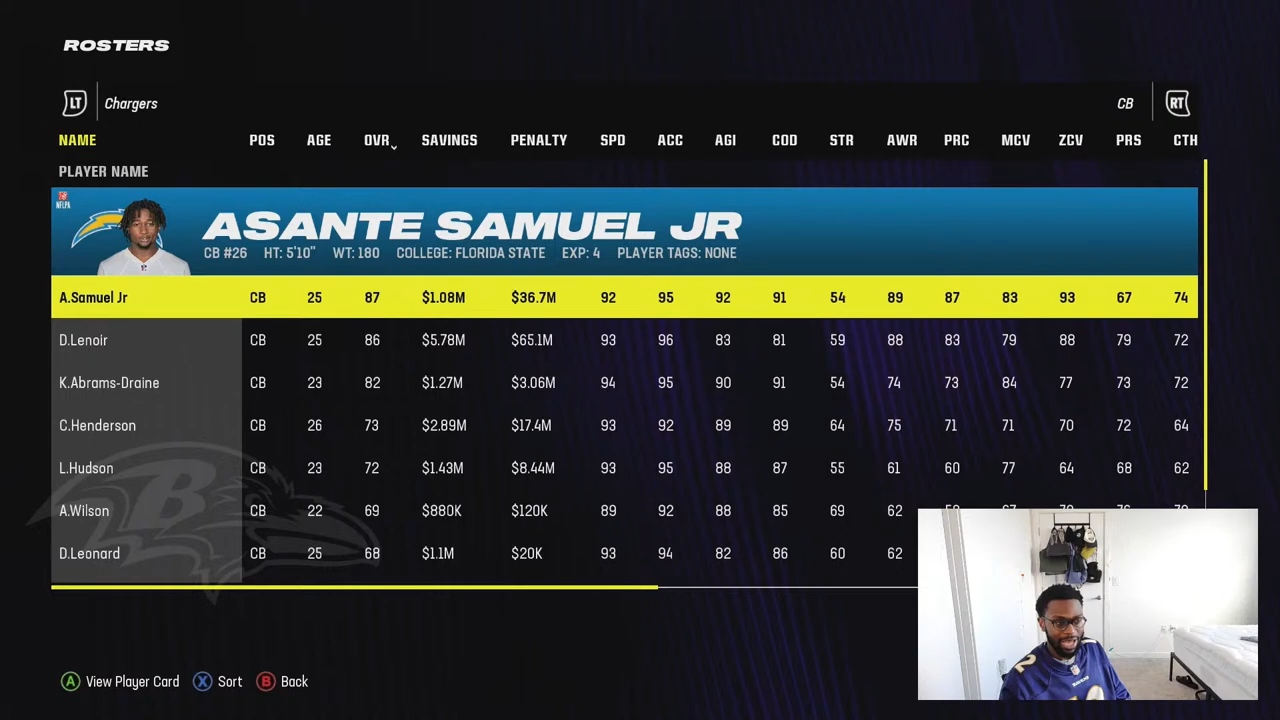 ROSTERS
LT Chargers CB RT
NAME POS AGE OVR SAVINGS PENALTY SPD ACC AGI COD STR AWR PRC MCV ZCV PRS CTH
PLAYER NAME
NFLPA
ASANTE SAMUEL JR
CB #26 HT: 5'10" WT: 180 COLLEGE: FLORIDA STATE EXP: 4 PLAYER TAGS: NONE
A.Samuel Jr CB 25 87 $1.08M $36.7M 92 95 92 91 54 89 87 83 93 67 74
D.Lenoir CB 25 86 $5.78M $65.1M 93 96 83 81 59 88 83 79 88 79 72
K.Abrams-Draine CB 23 82 $1.27M $3.06M 94 95 90 91 54 74 73 84 77 73 72
C.Henderson CB 26 73 $2.89M $17.4M 93 92 89 89 64 75 71 71 70 72 64
L.Hudson CB 23 72 $1.43M $8.44M 93 95 88 87 55 61 60 77 64 68 62
A.Wilson CB 22 69 $880K $120K 89 92 88 85 69 62
D.Leonard CB 25 68 $1.1M $20K 93 94 82 86 60 62
A View Player Card X Sort B Back